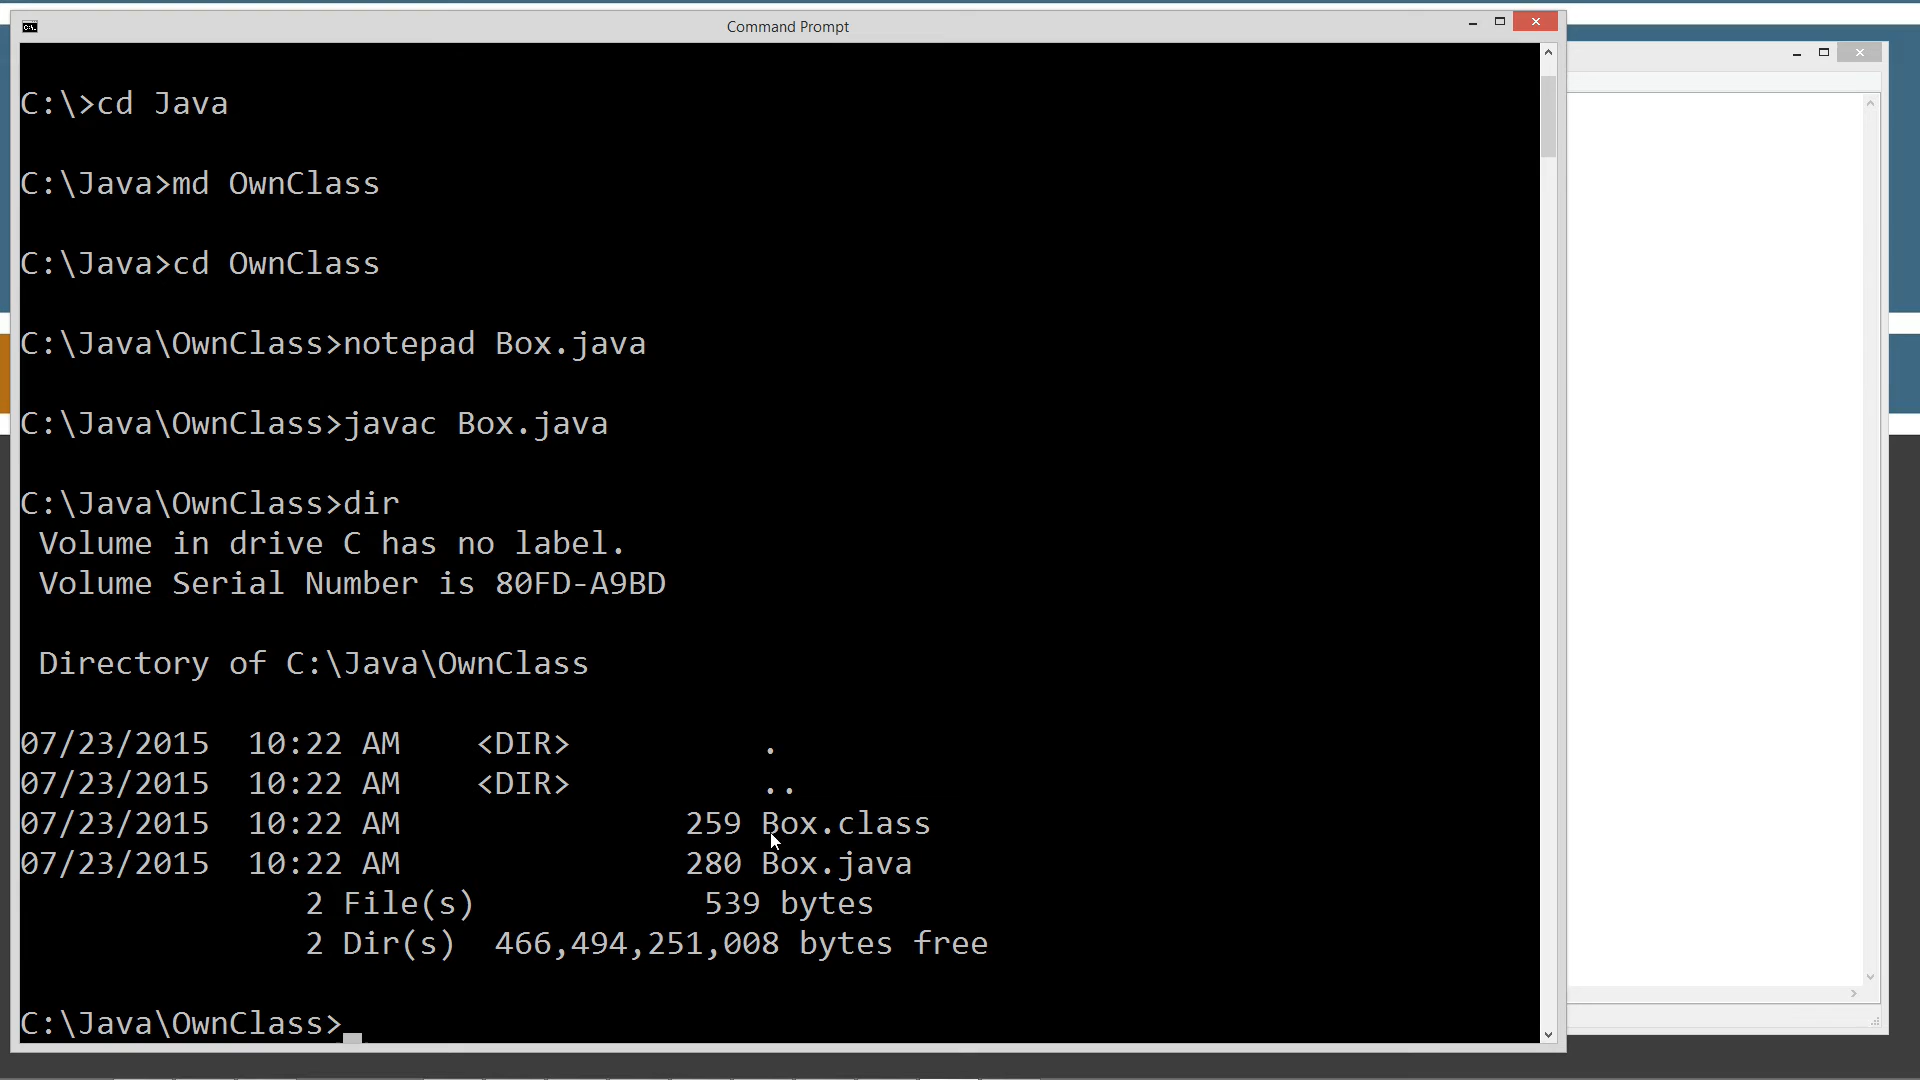 Command Prompt
C:\>cd Java
C:\Java>md OwnClass
C:\Java>cd OwnClass
C:\Java\OwnClass>notepad Box.java
C:\Java\OwnClass>javac Box.java
C:\Java\OwnClass>dir
Volume in drive C has no label.
Volume Serial Number is 80FD-A9BD
Directory of C:\Java\OwnClass
07/23/2015  10:22 AM    <DIR>          .
07/23/2015  10:22 AM    <DIR>          ..
07/23/2015  10:22 AM               259 Box.class
07/23/2015  10:22 AM               280 Box.java
2 File(s)            539 bytes
2 Dir(s)  466,494,251,008 bytes free
C:\Java\OwnClass>